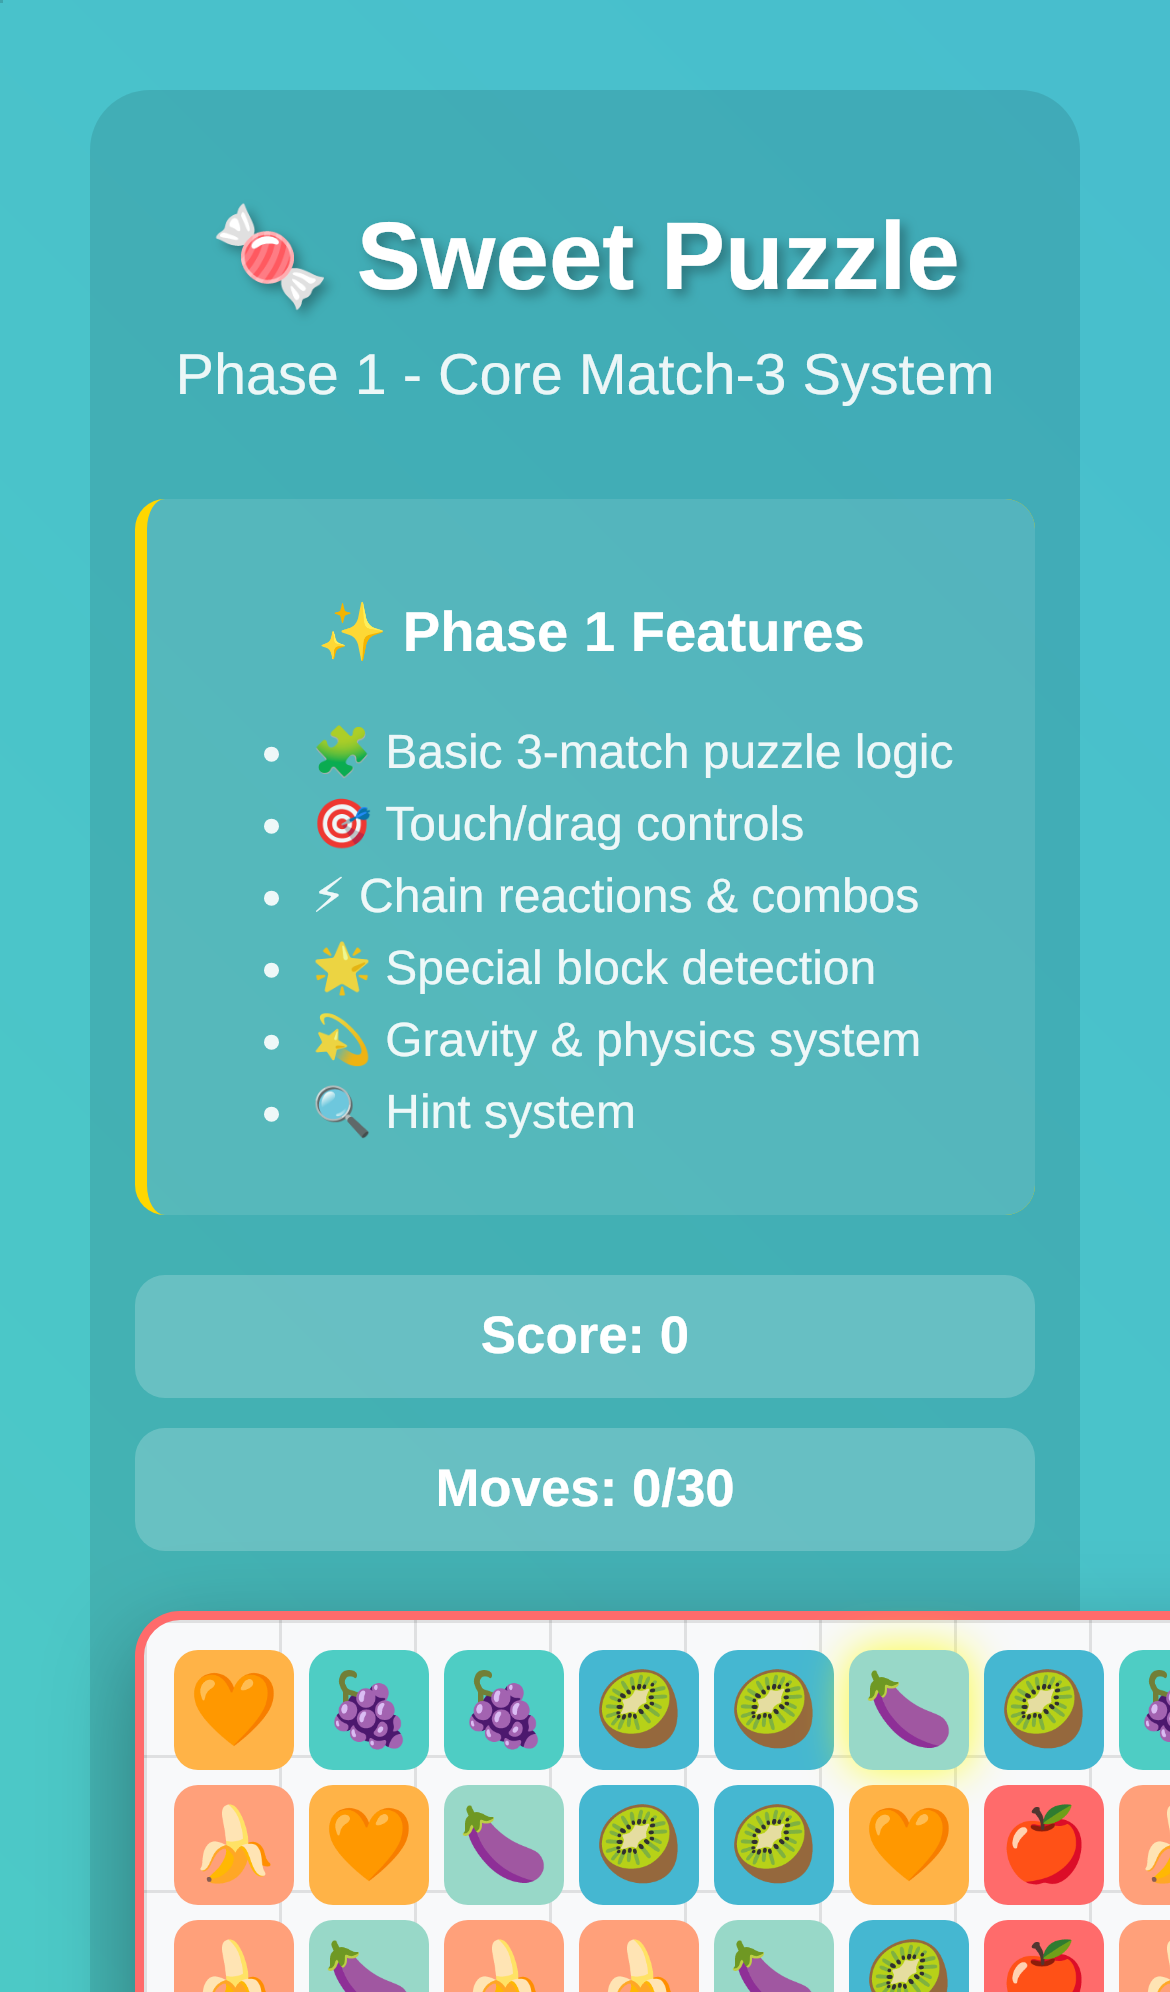 🍬 Sweet Puzzle
Phase 1 - Core Match-3 System
✨ Phase 1 Features
• 🧩 Basic 3-match puzzle logic
• 🎯 Touch/drag controls
• ⚡ Chain reactions & combos
• 🌟 Special block detection
• 💫 Gravity & physics system
• 🔍 Hint system
Score: 0
Moves: 0/30